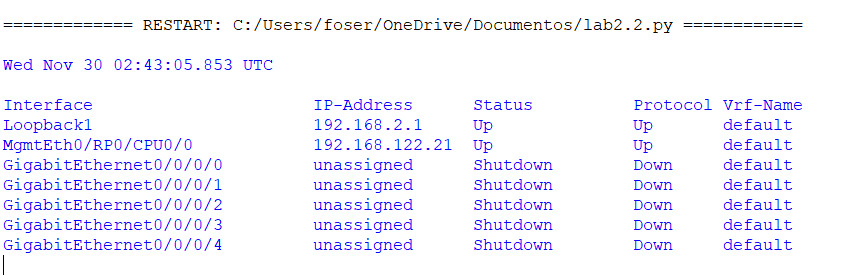 ============= RESTART: C:/Users/foser/OneDrive/Documentos/lab2.2.py ============
Wed Nov 30 02:43:05.853 UTC
Interface                      IP-Address      Status          Protocol Vrf-Name
Loopback1                      192.168.2.1     Up              Up       default
MgmtEth0/RP0/CPU0/0            192.168.122.21  Up              Up       default
GigabitEthernet0/0/0/0         unassigned      Shutdown        Down     default
GigabitEthernet0/0/0/1         unassigned      Shutdown        Down     default
GigabitEthernet0/0/0/2         unassigned      Shutdown        Down     default
GigabitEthernet0/0/0/3         unassigned      Shutdown        Down     default
GigabitEthernet0/0/0/4         unassigned      Shutdown        Down     default